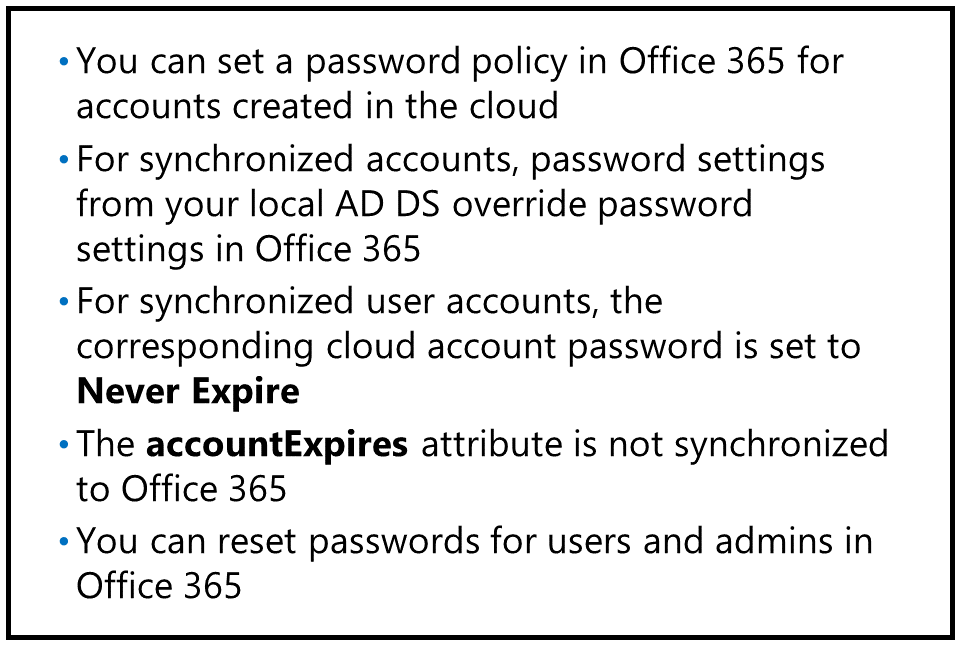 • You can set a password policy in Office 365 for
accounts created in the cloud
• For synchronized accounts, password settings
from your local AD DS override password
settings in Office 365
• For synchronized user accounts, the
corresponding cloud account password is set to
Never Expire
• The accountExpires attribute is not synchronized
to Office 365
• You can reset passwords for users and admins in
Office 365